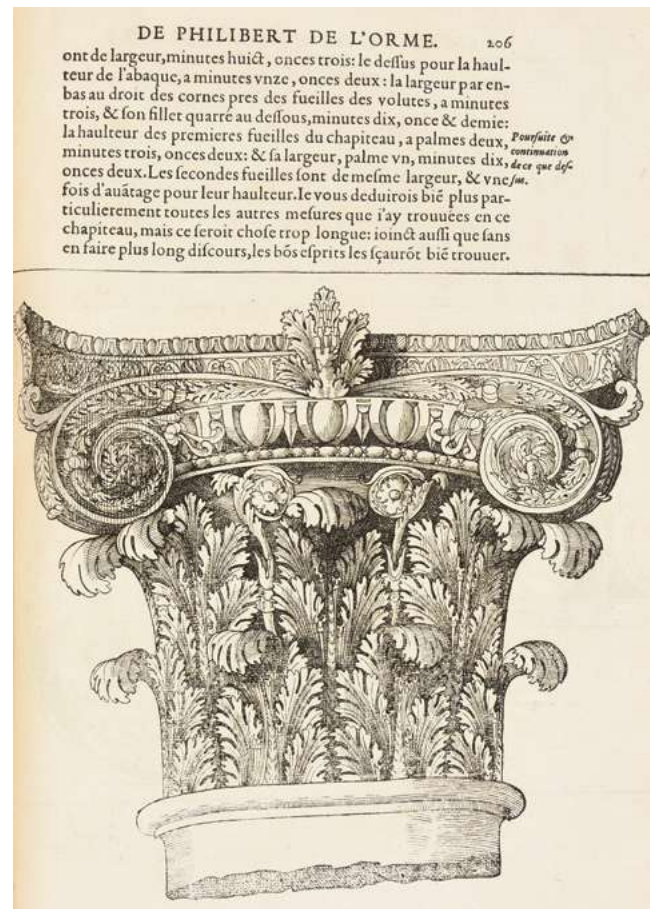 DE PHILIBERT DE L'ORME. 206
ont de largeur,minutes huict, onces trois: le deſſus pour la haul-
teur de l'abaque, a minutes vnze, onces deux : la largeur par en-
bas au droit des cornes pres des fueilles des volutes, a minutes
trois, & ſon fillet quarré au deſſous,minutes dix, once & demie:
la haulteur des premieres fueilles du chapiteau, a palmes deux,
minutes trois, onces deux: & ſa largeur, palme vn, minutes dix,
onces deux.Les ſecondes fueilles ſont de meſme largeur, & vne
fois d'auãtage pour leur haulteur.Ie vous deduirois biẽ plus par-
ticulierement toutes les autres meſures que i'ay trouuées en ce
chapiteau, mais ce ſeroit choſe trop longue: ioinct auſſi que ſans
en faire plus long diſcours,les bõs eſprits les ſçaurõt biẽ trouuer.
Pourſuite &
continuation
de ce que deſ-
ſus.